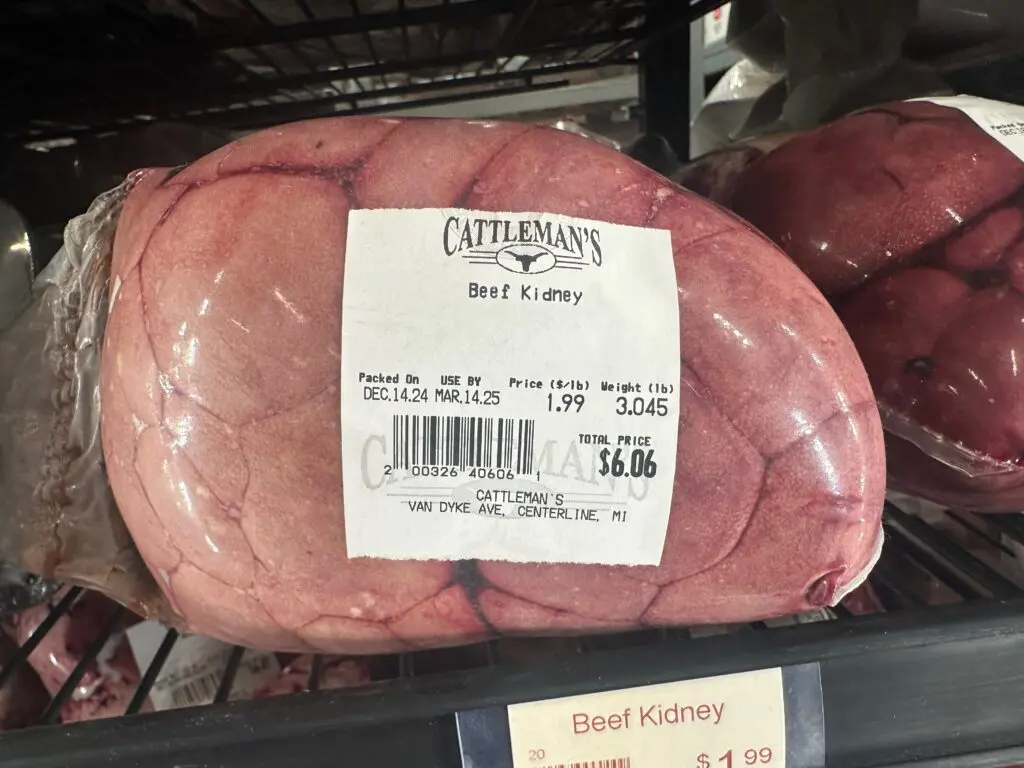 CATTLEMAN'S
Beef Kidney
Packed On USE BY Price ($/lb) Weight (lb)
DEC.14.24 MAR.14.25 1.99 3.045
TOTAL PRICE
$6.06
2 00326 40606 1
CATTLEMAN'S
VAN DYKE AVE, CENTERLINE, MI
Beef Kidney
20
$1.99